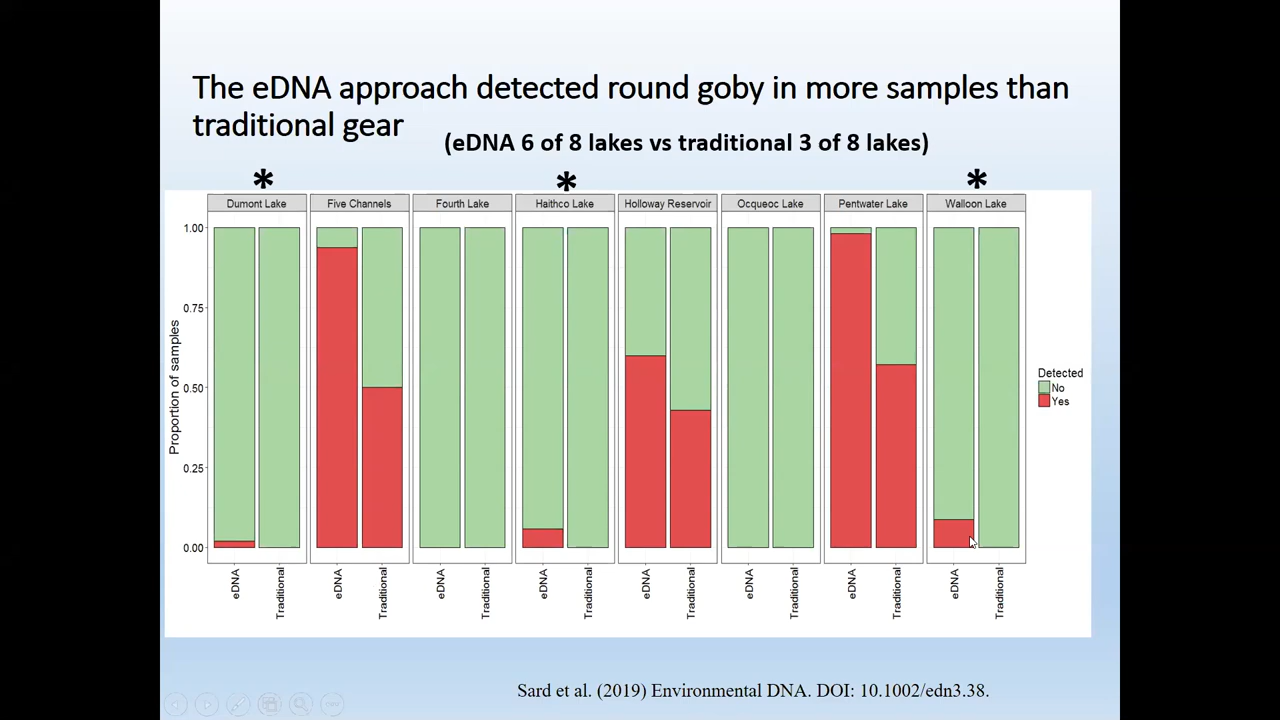 The eDNA approach detected round goby in more samples than
traditional gear
(eDNA 6 of 8 lakes vs traditional 3 of 8 lakes)
* * *
Dumont Lake Five Channels Fourth Lake Haithco Lake Holloway Reservoir Ocqueoc Lake Pentwater Lake Walloon Lake
Proportion of samples
1.00
0.75
0.50
0.25
0.00
eDNA Traditional eDNA Traditional eDNA Traditional eDNA Traditional eDNA Traditional eDNA Traditional eDNA Traditional eDNA Traditional
Detected
No
Yes
Sard et al. (2019) Environmental DNA. DOI: 10.1002/edn3.38.